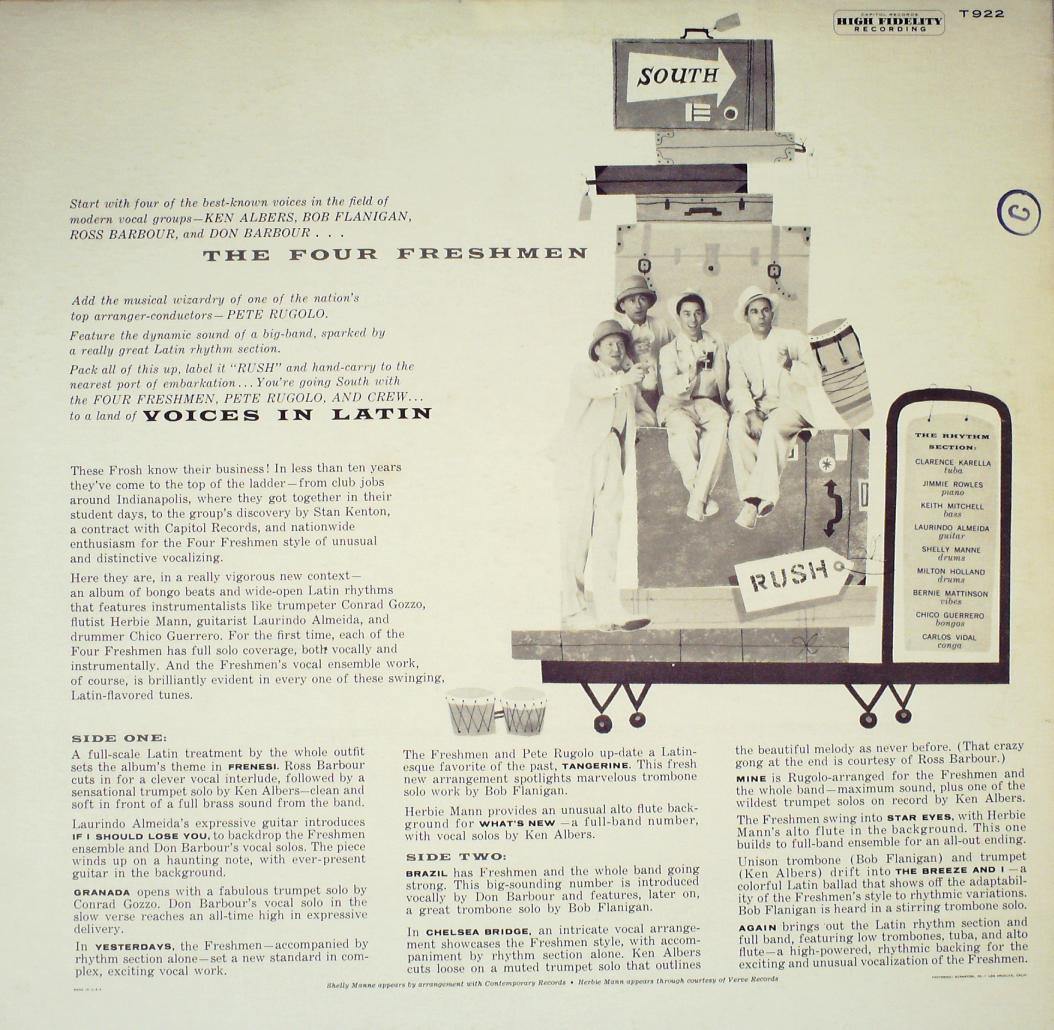 CAPITOL RECORDS
HIGH FIDELITY
RECORDING
T922
SOUTH
C
Start with four of the best-known voices in the field of
modern vocal groups—KEN ALBERS, BOB FLANIGAN,
ROSS BARBOUR, and DON BARBOUR . . .
THE FOUR FRESHMEN
Add the musical wizardry of one of the nation's
top arranger-conductors—PETE RUGOLO.
Feature the dynamic sound of a big-band, sparked by
a really great Latin rhythm section.
Pack all of this up, label it "RUSH" and hand-carry to the
nearest port of embarkation... You're going South with
the FOUR FRESHMEN, PETE RUGOLO, AND CREW...
to a land of VOICES IN LATIN
These Frosh know their business! In less than ten years
they've come to the top of the ladder—from club jobs
around Indianapolis, where they got together in their
student days, to the group's discovery by Stan Kenton,
a contract with Capitol Records, and nationwide
enthusiasm for the Four Freshmen style of unusual
and distinctive vocalizing.
Here they are, in a really vigorous new context—
an album of bongo beats and wide-open Latin rhythms
that features instrumentalists like trumpeter Conrad Gozzo,
flutist Herbie Mann, guitarist Laurindo Almeida, and
drummer Chico Guerrero. For the first time, each of the
Four Freshmen has full solo coverage, both vocally and
instrumentally. And the Freshmen's vocal ensemble work,
of course, is brilliantly evident in every one of these swinging,
Latin-flavored tunes.
RUSH
THE RHYTHM
SECTION:
CLARENCE KARELLA
tuba
JIMMIE ROWLES
piano
KEITH MITCHELL
bass
LAURINDO ALMEIDA
guitar
SHELLY MANNE
drums
MILTON HOLLAND
drums
BERNIE MATTINSON
vibes
CHICO GUERRERO
bongos
CARLOS VIDAL
conga
SIDE ONE:
A full-scale Latin treatment by the whole outfit
sets the album's theme in FRENESI. Ross Barbour
cuts in for a clever vocal interlude, followed by a
sensational trumpet solo by Ken Albers—clean and
soft in front of a full brass sound from the band.
Laurindo Almeida's expressive guitar introduces
IF I SHOULD LOSE YOU, to backdrop the Freshmen
ensemble and Don Barbour's vocal solos. The piece
winds up on a haunting note, with ever-present
guitar in the background.
GRANADA opens with a fabulous trumpet solo by
Conrad Gozzo. Don Barbour's vocal solo in the
slow verse reaches an all-time high in expressive
delivery.
In YESTERDAYS, the Freshmen—accompanied by
rhythm section alone—set a new standard in com-
plex, exciting vocal work.
The Freshmen and Pete Rugolo up-date a Latin-
esque favorite of the past, TANGERINE. This fresh
new arrangement spotlights marvelous trombone
solo work by Bob Flanigan.
Herbie Mann provides an unusual alto flute back-
ground for WHAT'S NEW—a full-band number,
with vocal solos by Ken Albers.
SIDE TWO:
BRAZIL has Freshmen and the whole band going
strong. This big-sounding number is introduced
vocally by Don Barbour and features, later on,
a great trombone solo by Bob Flanigan.
In CHELSEA BRIDGE, an intricate vocal arrange-
ment showcases the Freshmen style, with accom-
paniment by rhythm section alone. Ken Albers
cuts loose on a muted trumpet solo that outlines
the beautiful melody as never before. (That crazy
gong at the end is courtesy of Ross Barbour.)
MINE is Rugolo-arranged for the Freshmen and
the whole band—maximum sound, plus one of the
wildest trumpet solos on record by Ken Albers.
The Freshmen swing into STAR EYES, with Herbie
Mann's alto flute in the background. This one
builds to full-band ensemble for an all-out ending.
Unison trombone (Bob Flanigan) and trumpet
(Ken Albers) drift into THE BREEZE AND I—a
colorful Latin ballad that shows off the adaptabil-
ity of the Freshmen's style to rhythmic variations.
Bob Flanigan is heard in a stirring trombone solo.
AGAIN brings out the Latin rhythm section and
full band, featuring low trombones, tuba, and alto
flute—a high-powered, rhythmic backing for the
exciting and unusual vocalization of the Freshmen.
MADE IN U.S.A.
Shelly Manne appears by arrangement with Contemporary Records • Herbie Mann appears through courtesy of Verve Records